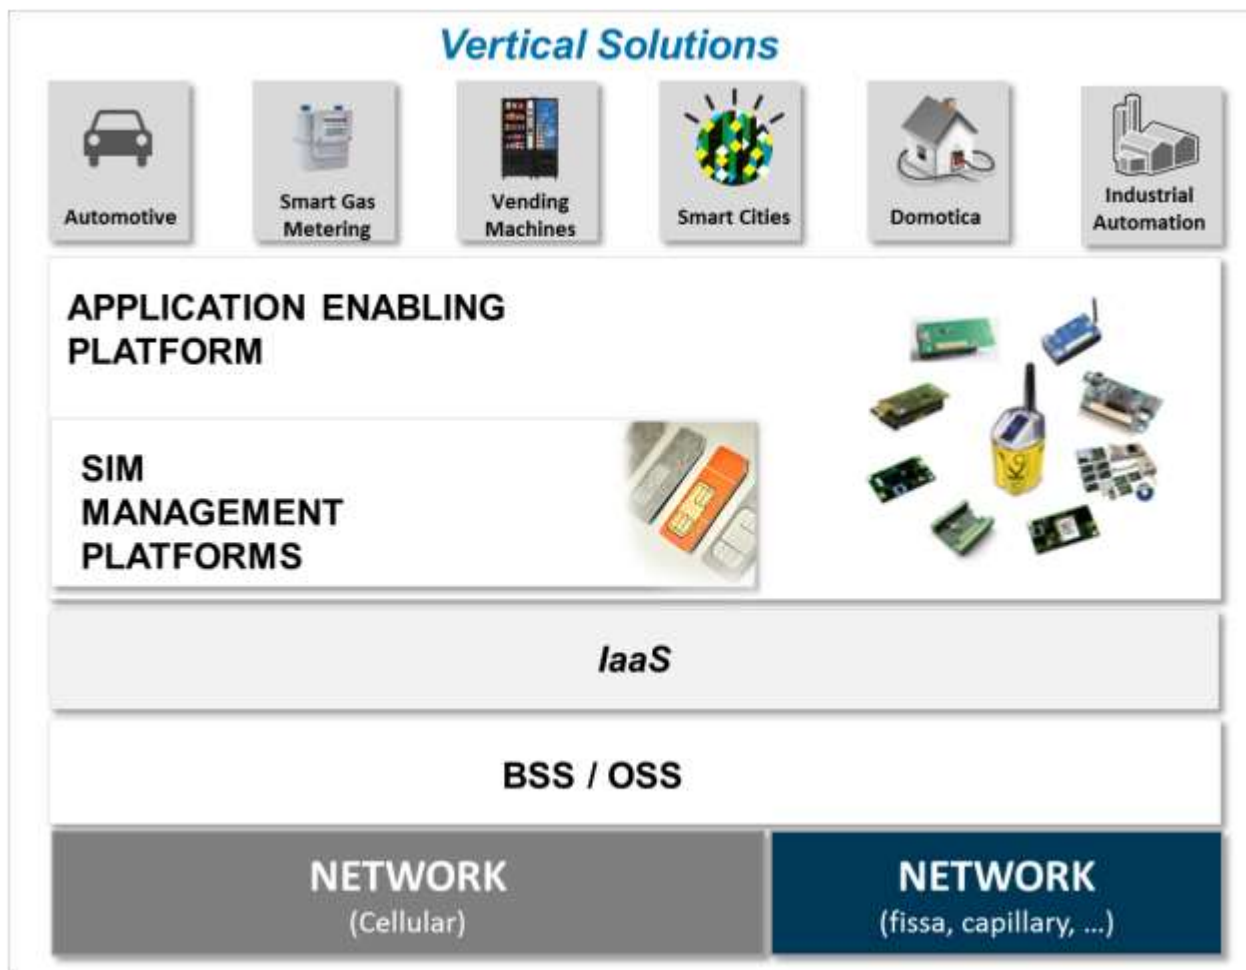 Vertical Solutions
Automotive
Smart Gas
Metering
Vending
Machines
Smart Cities
Domotica
Industrial
Automation
APPLICATION ENABLING
PLATFORM
SIM
MANAGEMENT
PLATFORMS
IaaS
BSS / OSS
NETWORK
(Cellular)
NETWORK
(fissa, capillary, ...)